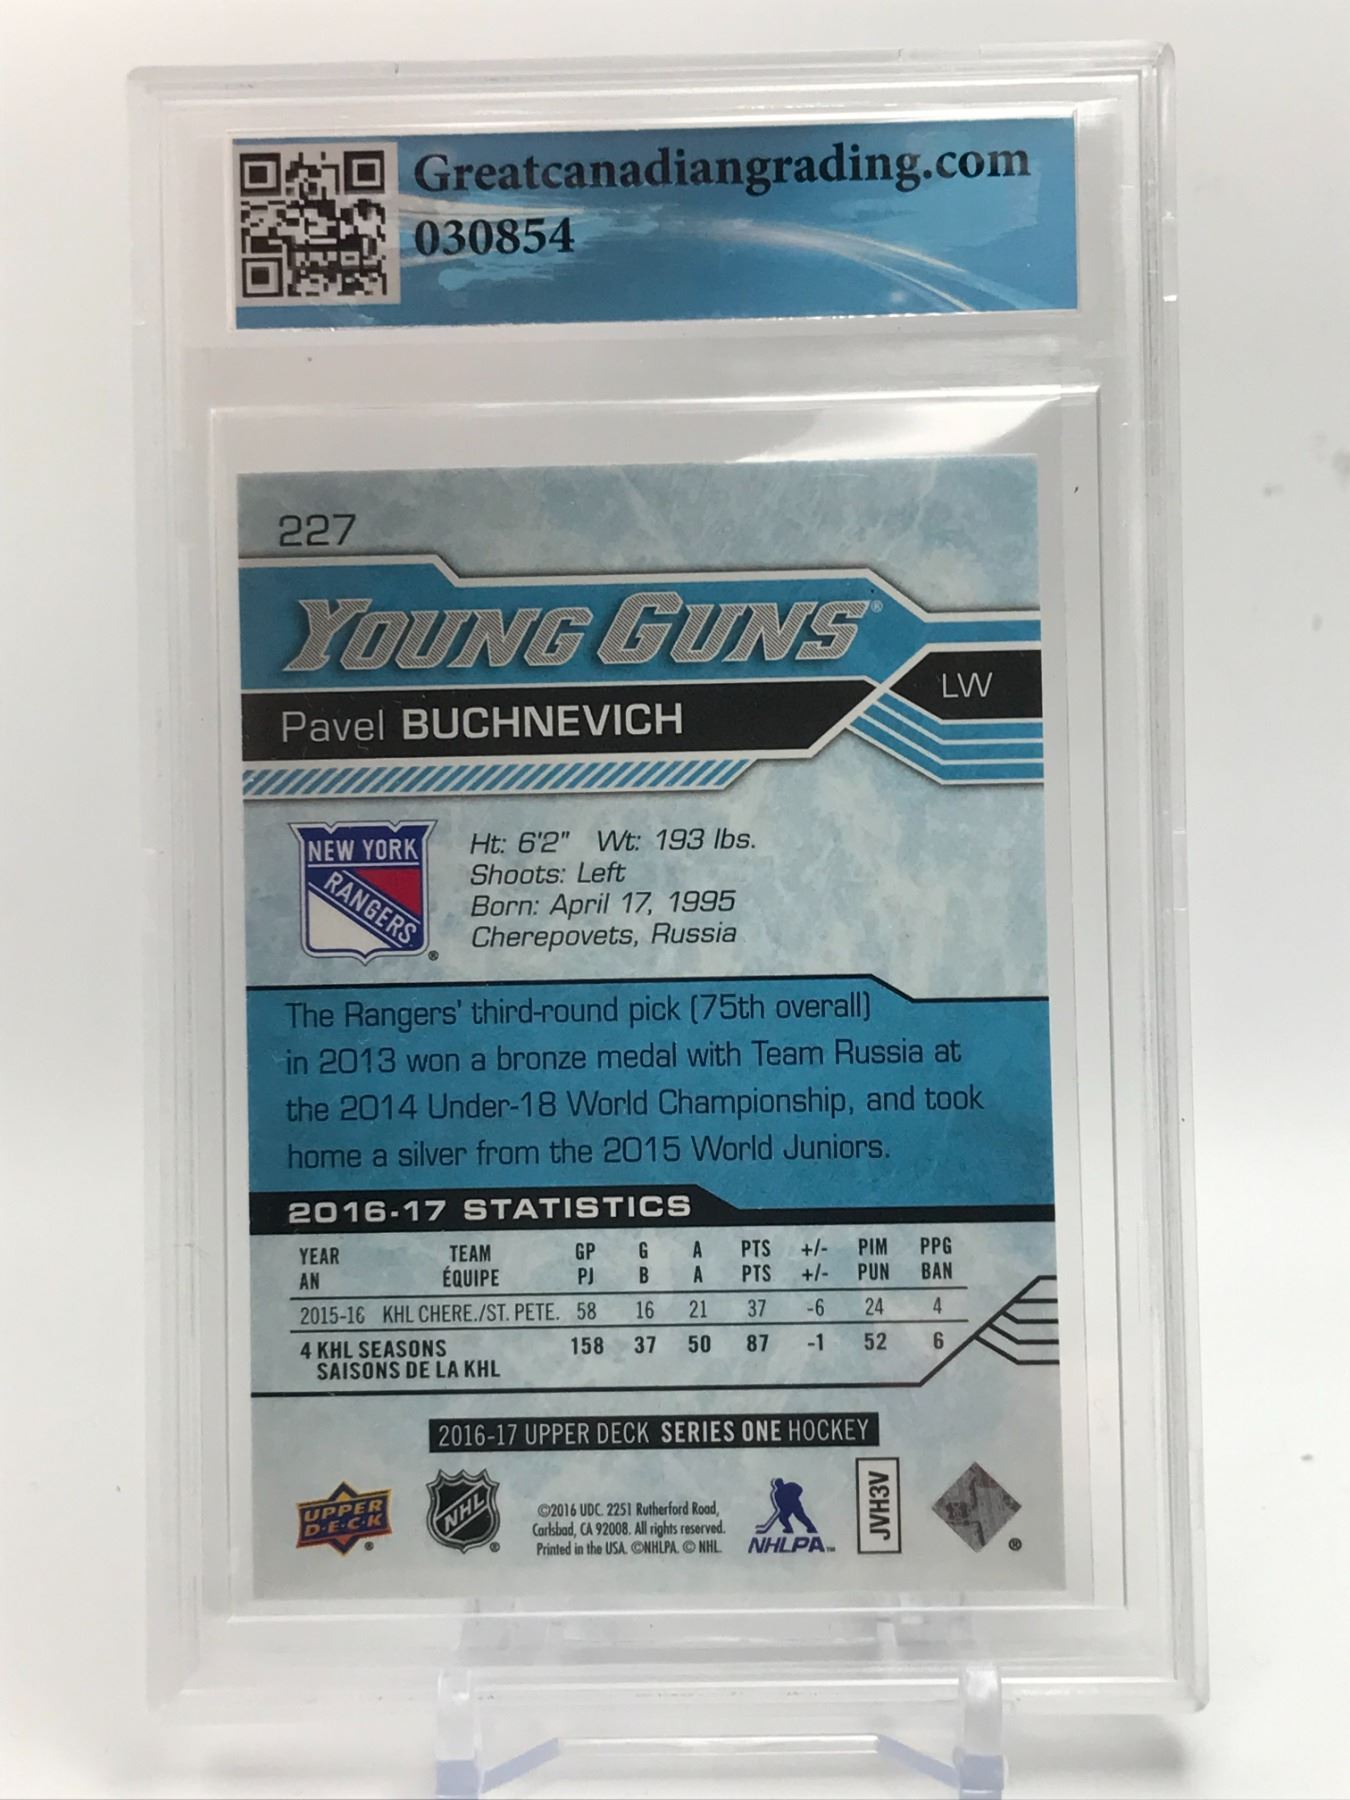 Greatcanadiangrading.com
030854
227
YOUNG GUNS®
Pavel BUCHNEVICH
LW
NEW YORK
RANGERS
®
Ht: 6'2" Wt: 193 lbs.
Shoots: Left
Born: April 17, 1995
Cherepovets, Russia
The Rangers' third-round pick (75th overall)
in 2013 won a bronze medal with Team Russia at
the 2014 Under-18 World Championship, and took
home a silver from the 2015 World Juniors.
2016-17 STATISTICS
YEAR TEAM GP G A PTS +/- PIM PPG
AN ÉQUIPE PJ B A PTS +/- PUN BAN
2015-16 KHL CHERE./ST. PETE. 58 16 21 37 -6 24 4
4 KHL SEASONS 158 37 50 87 -1 52 6
SAISONS DE LA KHL
2016-17 UPPER DECK SERIES ONE HOCKEY
UPPER
D·E·C·K
®
NHL
®
©2016 UDC. 2251 Rutherford Road,
Carlsbad, CA 92008. All rights reserved.
Printed in the USA. ©NHLPA. © NHL.
NHLPA™
JVH3V
®